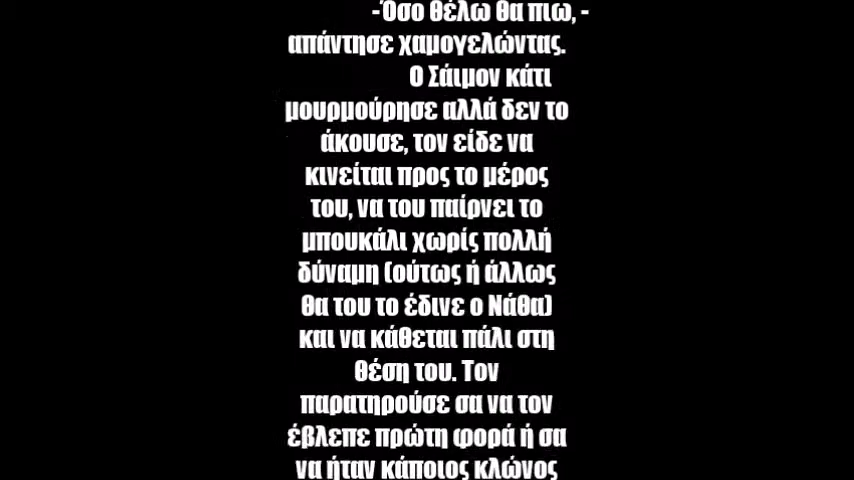 -Όσο θέλω θα πιω, -
απάντησε χαμογελώντας.
Ο Σάιμον κάτι
μουρμούρησε αλλά δεν το
άκουσε, τον είδε να
κινείται προς το μέρος
του, να του παίρνει το
μπουκάλι χωρίς πολλή
δύναμη (ούτως ή άλλως
θα του το έδινε ο Νάθα)
και να κάθεται πάλι στη
θέση του. Τον
παρατηρούσε σα να τον
έβλεπε πρώτη φορά ή σα
να ήταν κάποιος κλώνος